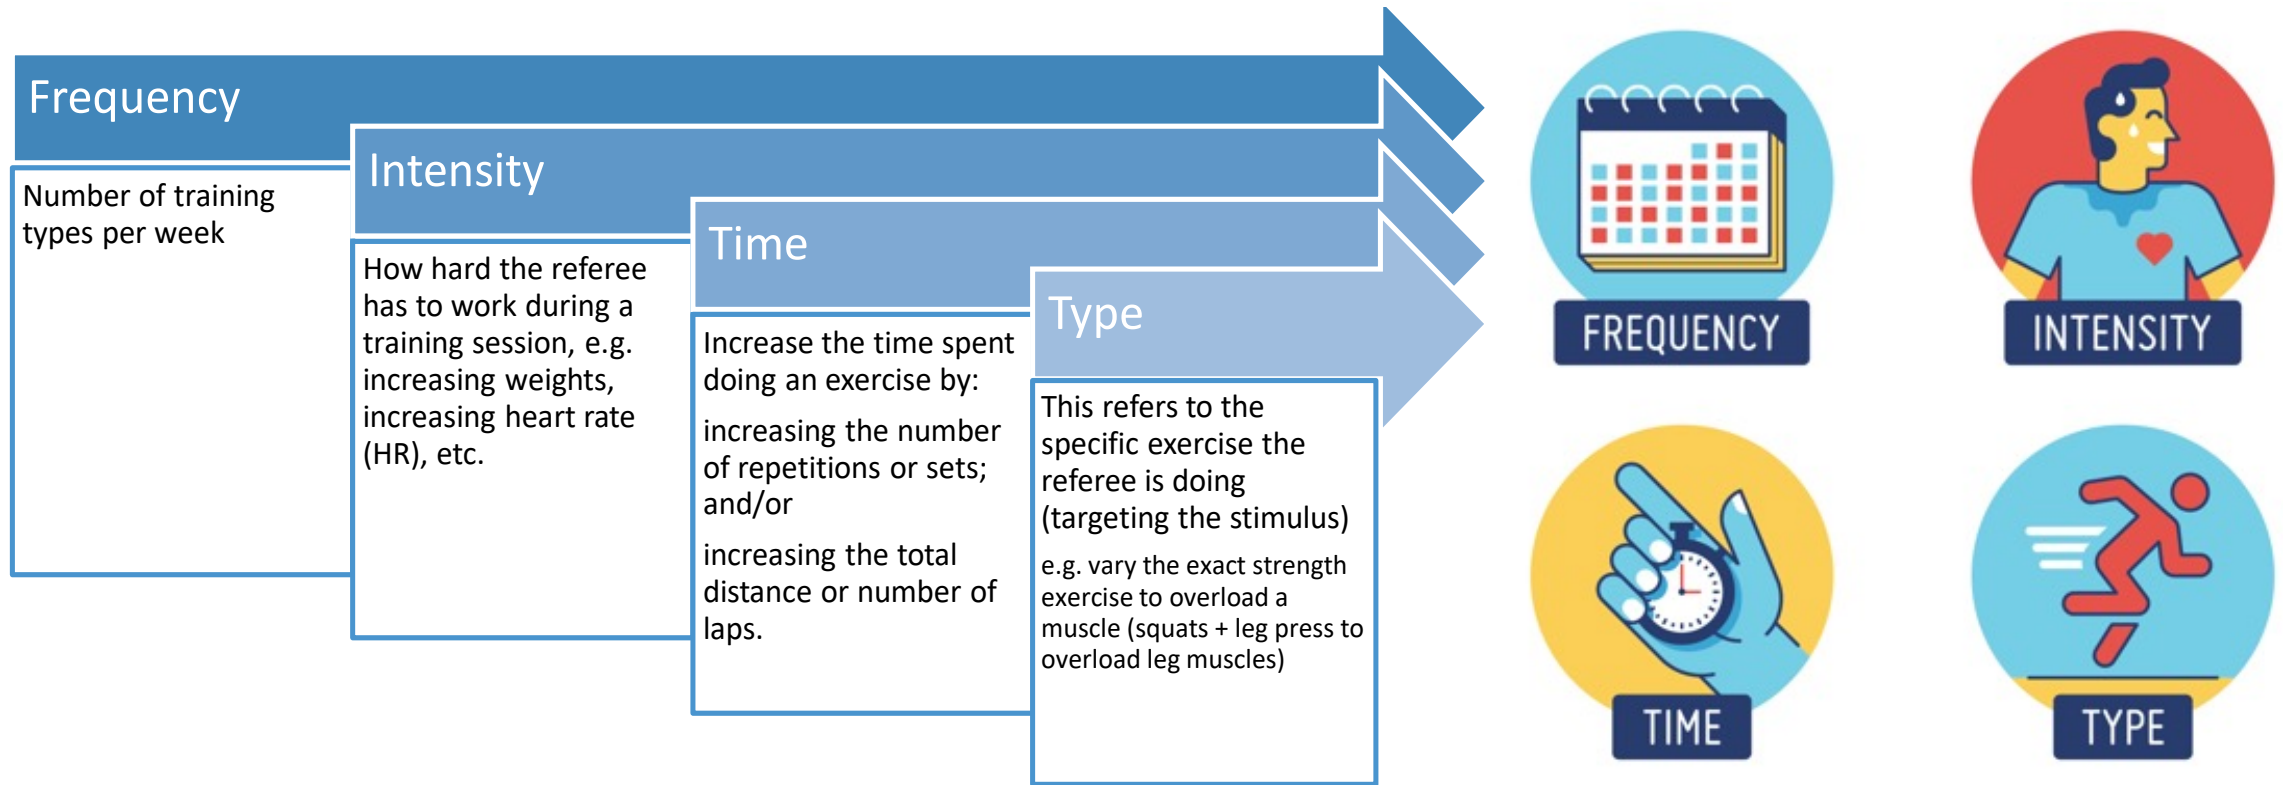 Frequency
Number of training
types per week
Intensity
How hard the referee
has to work during a
training session, e.g.
increasing weights,
increasing heart rate
(HR), etc.
Time
Increase the time spent
doing an exercise by:
increasing the number
of repetitions or sets;
and/or
increasing the total
distance or number of
laps.
Type
This refers to the
specific exercise the
referee is doing
(targeting the stimulus)
e.g. vary the exact strength
exercise to overload a
muscle (squats + leg press to
overload leg muscles)
FREQUENCY
INTENSITY
TIME
TYPE